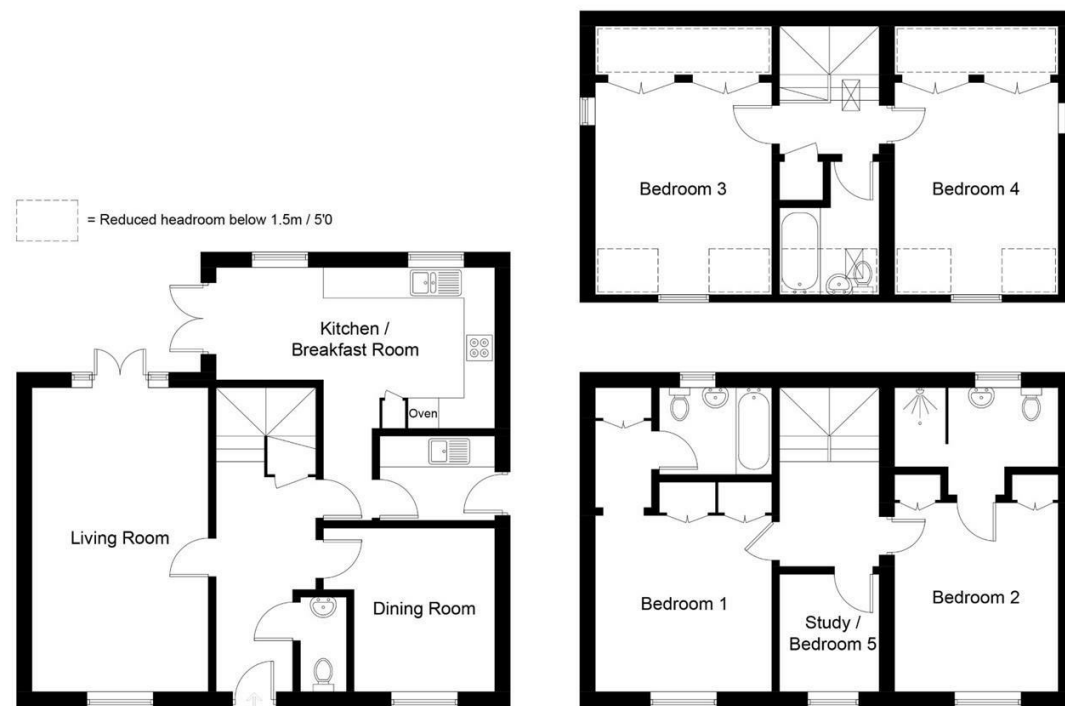 = Reduced headroom below 1.5m / 5'0
Kitchen /
Breakfast Room
Oven
Living Room
Dining Room
Bedroom 3
Bedroom 4
Bedroom 1
Study /
Bedroom 5
Bedroom 2